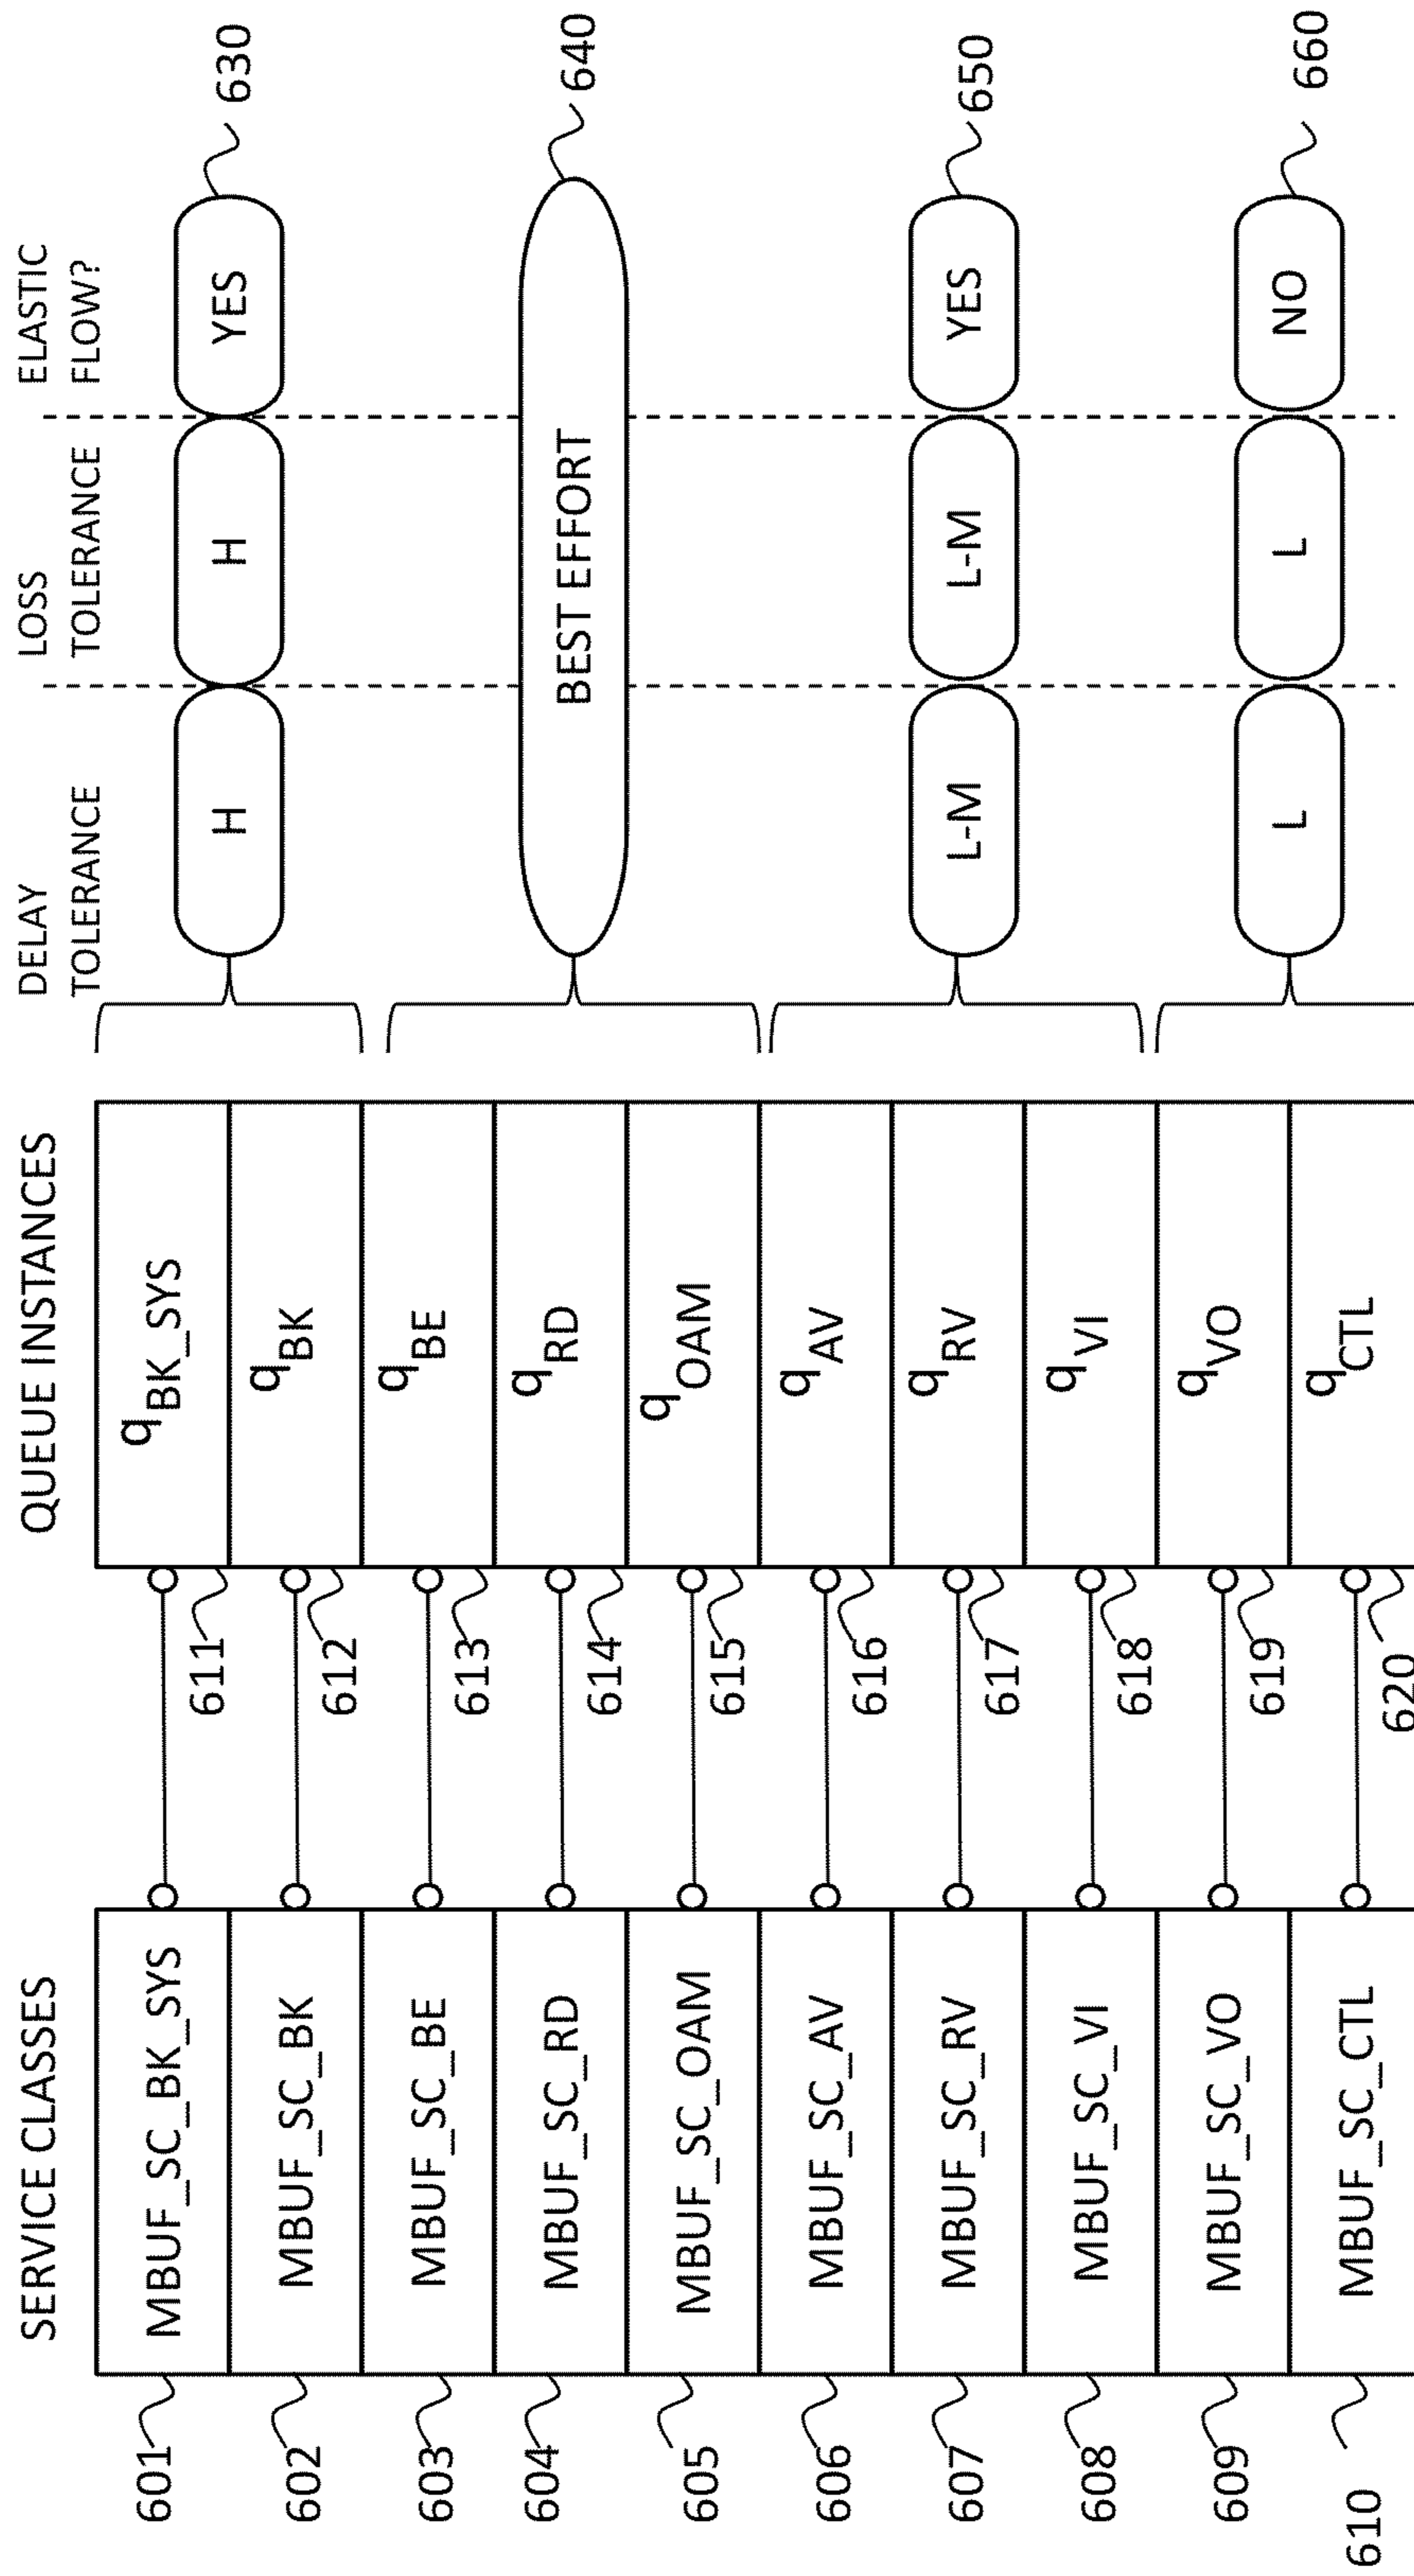 SERVICE CLASSES
QUEUE INSTANCES
DELAY
TOLERANCE
LOSS
TOLERANCE
ELASTIC
FLOW?
601
MBUF_SC_BK_SYS
611
qBK_SYS
602
MBUF_SC_BK
612
qBK
H
H
YES
630
603
MBUF_SC_BE
613
qBE
604
MBUF_SC_RD
614
qRD
BEST EFFORT
640
605
MBUF_SC_OAM
615
qOAM
606
MBUF_SC_AV
616
qAV
607
MBUF_SC_RV
617
qRV
L-M
L-M
YES
650
608
MBUF_SC_VI
618
qVI
609
MBUF_SC_VO
619
qVO
L
L
NO
660
610
MBUF_SC_CTL
620
qCTL